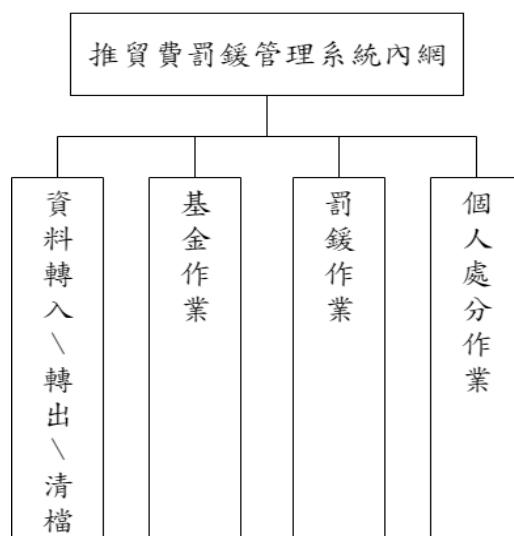 推貿費罰鍰管理系統內網
資料轉入\轉出\清檔
基金作業
罰鍰作業
個人處分作業